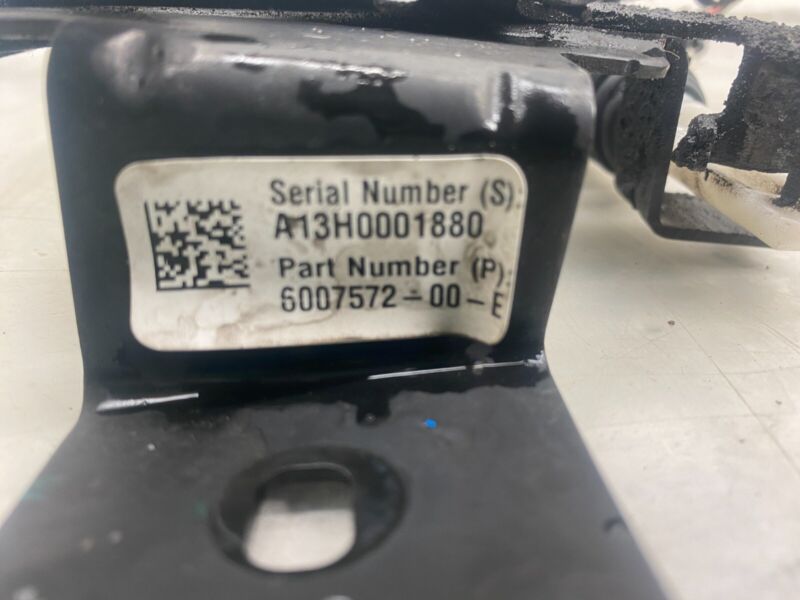 Serial Number (S):
A13H0001880
Part Number (P):
6007572-00-E